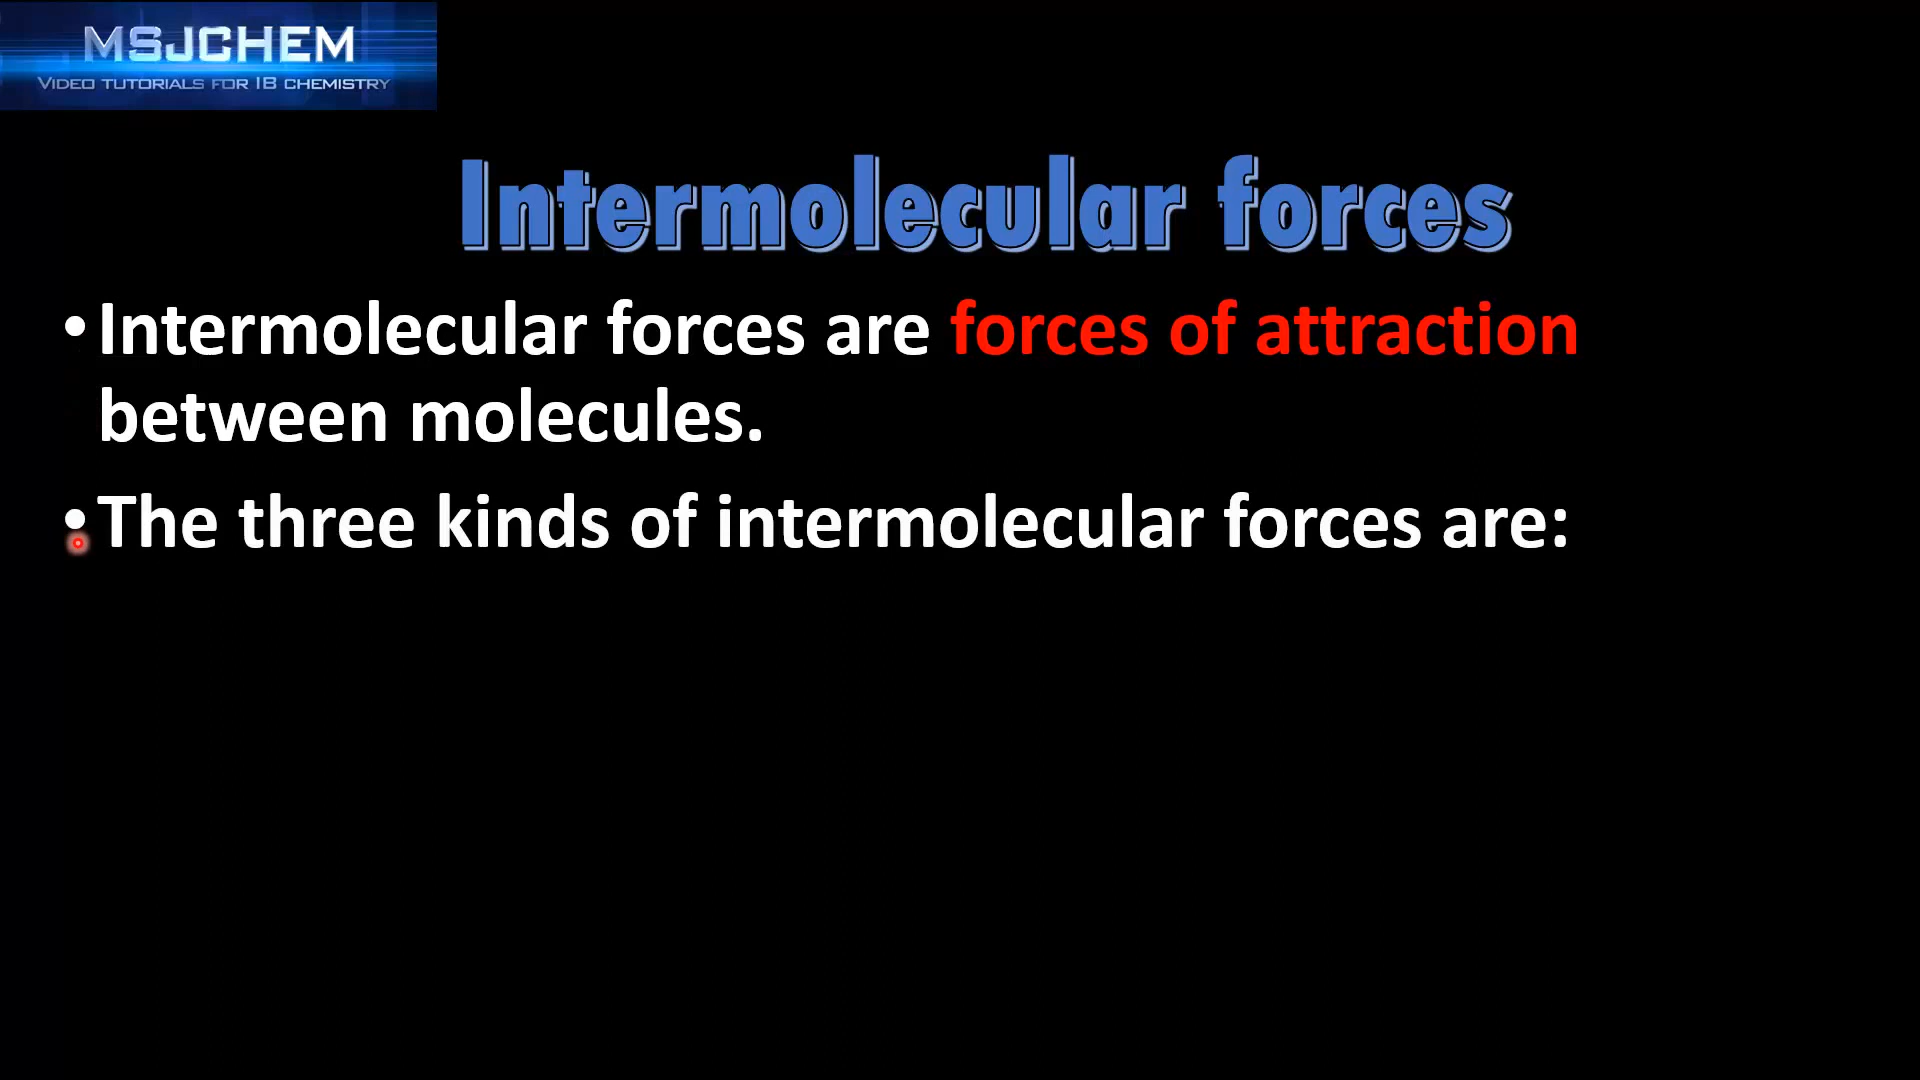 MSJCHEM
VIDEO TUTORIALS FOR IB CHEMISTRY
Intermolecular forces
•Intermolecular forces are forces of attraction
between molecules.
•The three kinds of intermolecular forces are: